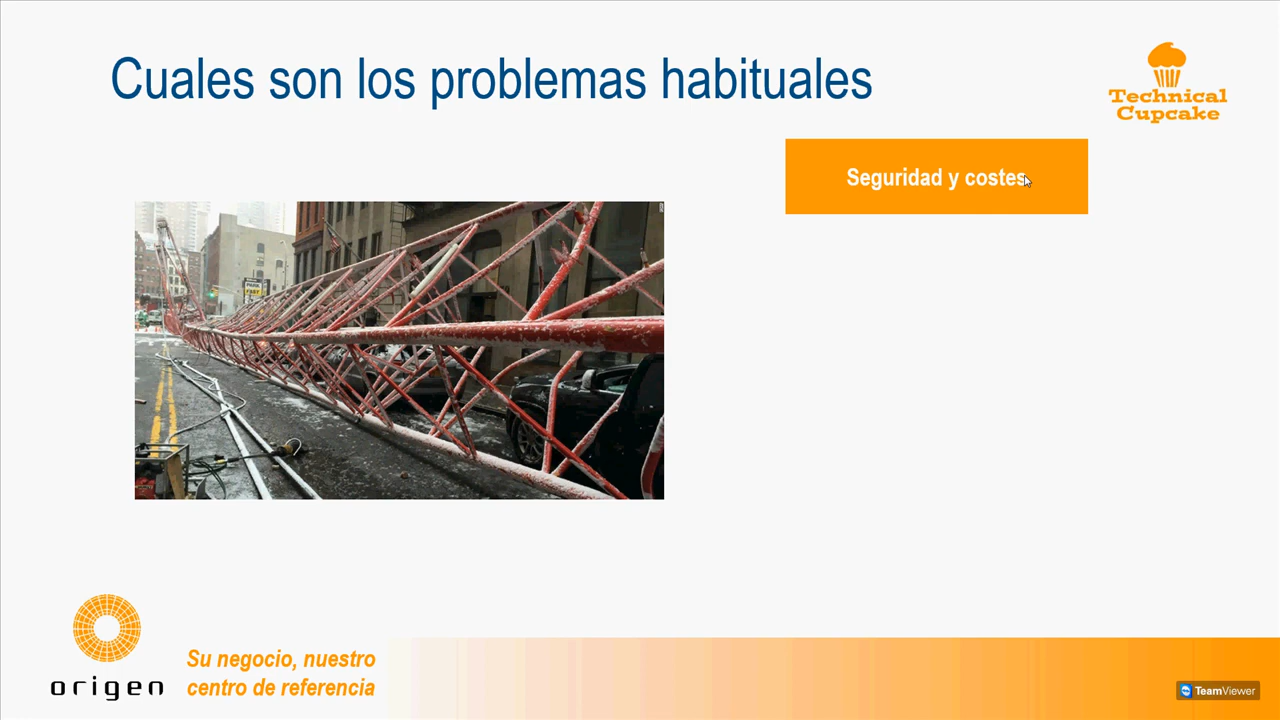 Cuales son los problemas habituales
Technical
Cupcake
Seguridad y costes
origen
Su negocio, nuestro
centro de referencia
TeamViewer